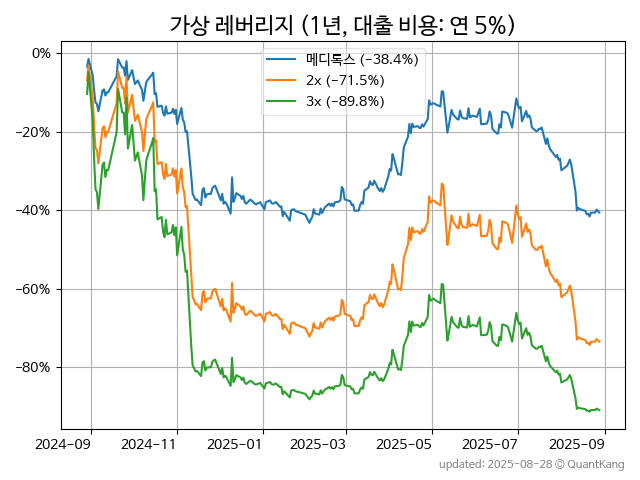 가상 레버리지 (1년, 대출 비용: 연 5%)
메디톡스 (−38.4%)
2x (−71.5%)
3x (−89.8%)
0%
−20%
−40%
−60%
−80%
2024-09 2024-11 2025-01 2025-03 2025-05 2025-07 2025-09
updated: 2025-08-28 © QuantKang